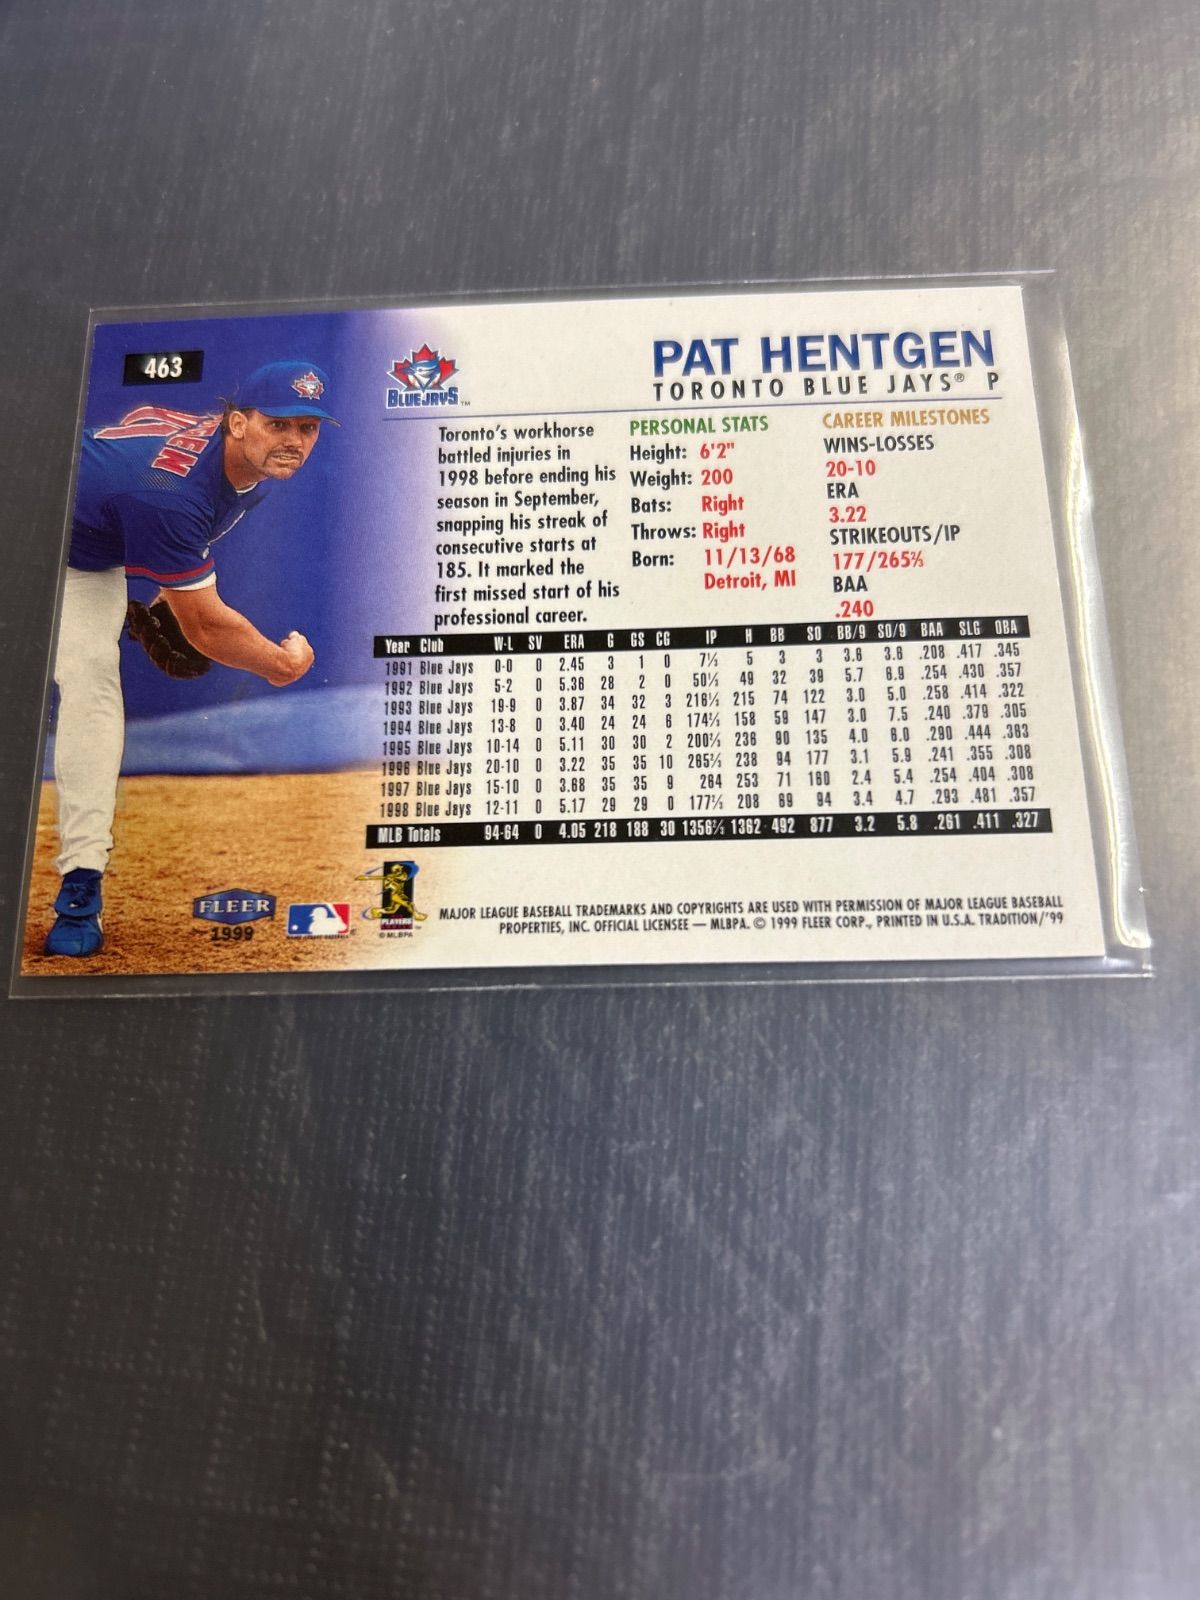 463
BLUE JAYS™
PAT HENTGEN
TORONTO BLUE JAYS® P
Toronto's workhorse
battled injuries in
1998 before ending his
season in September,
snapping his streak of
consecutive starts at
185. It marked the
first missed start of his
professional career.
PERSONAL STATS
Height: 6'2"
Weight: 200
Bats: Right
Throws: Right
Born: 11/13/68
Detroit, MI
CAREER MILESTONES
WINS-LOSSES
20-10
ERA
3.22
STRIKEOUTS/IP
177/265⅔
BAA
.240
Year Club W-L SV ERA G GS CG IP H BB SO BB/9 SO/9 BAA SLG OBA
1991 Blue Jays 0-0 0 2.45 3 1 0 7⅓ 5 3 3 3.6 3.6 .208 .417 .345
1992 Blue Jays 5-2 0 5.36 28 2 0 50⅓ 49 32 39 5.7 6.9 .254 .430 .357
1993 Blue Jays 19-9 0 3.87 34 32 3 216⅓ 215 74 122 3.0 5.0 .258 .414 .322
1994 Blue Jays 13-8 0 3.40 24 24 6 174⅓ 158 59 147 3.0 7.5 .240 .379 .305
1995 Blue Jays 10-14 0 5.11 30 30 2 200⅔ 236 90 135 4.0 6.0 .290 .444 .363
1996 Blue Jays 20-10 0 3.22 35 35 10 265⅔ 238 94 177 3.1 5.9 .241 .355 .308
1997 Blue Jays 15-10 0 3.68 35 35 9 264 253 71 160 2.4 5.4 .254 .404 .308
1998 Blue Jays 12-11 0 5.17 29 29 0 177⅔ 208 69 94 3.4 4.7 .293 .481 .357
MLB Totals 94-64 0 4.05 218 188 30 1356⅔ 1362 492 877 3.2 5.8 .261 .411 .327
FLEER
1999
PLAYERS
© MLBPA
MAJOR LEAGUE BASEBALL TRADEMARKS AND COPYRIGHTS ARE USED WITH PERMISSION OF MAJOR LEAGUE BASEBALL
PROPERTIES, INC. OFFICIAL LICENSEE — MLBPA. © 1999 FLEER CORP., PRINTED IN U.S.A. TRADITION/'99